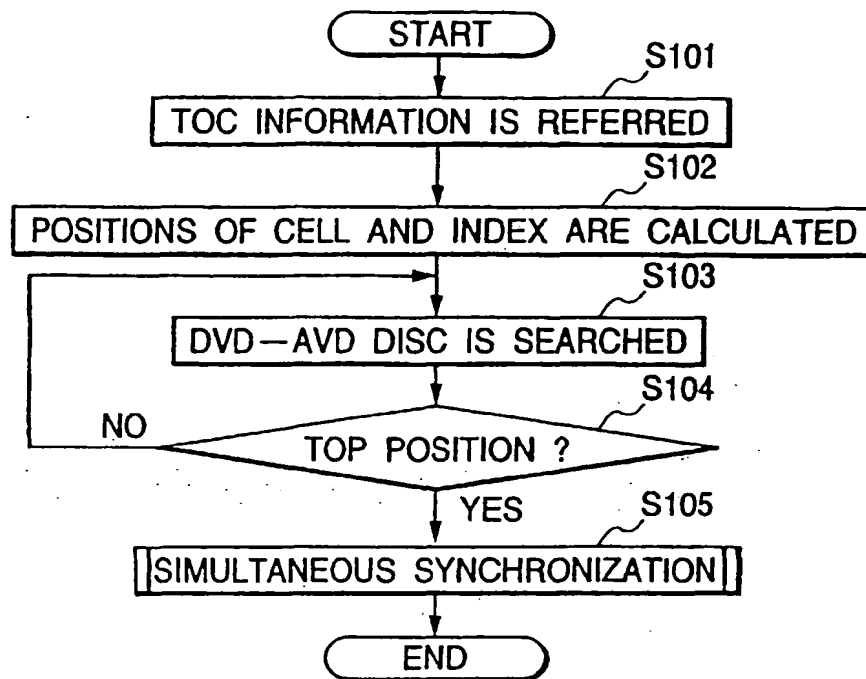 START
S101
TOC INFORMATION IS REFERRED
S102
POSITIONS OF CELL AND INDEX ARE CALCULATED
S103
DVD-AVD DISC IS SEARCHED
S104
NO
TOP POSITION ?
YES
S105
SIMULTANEOUS SYNCHRONIZATION
END